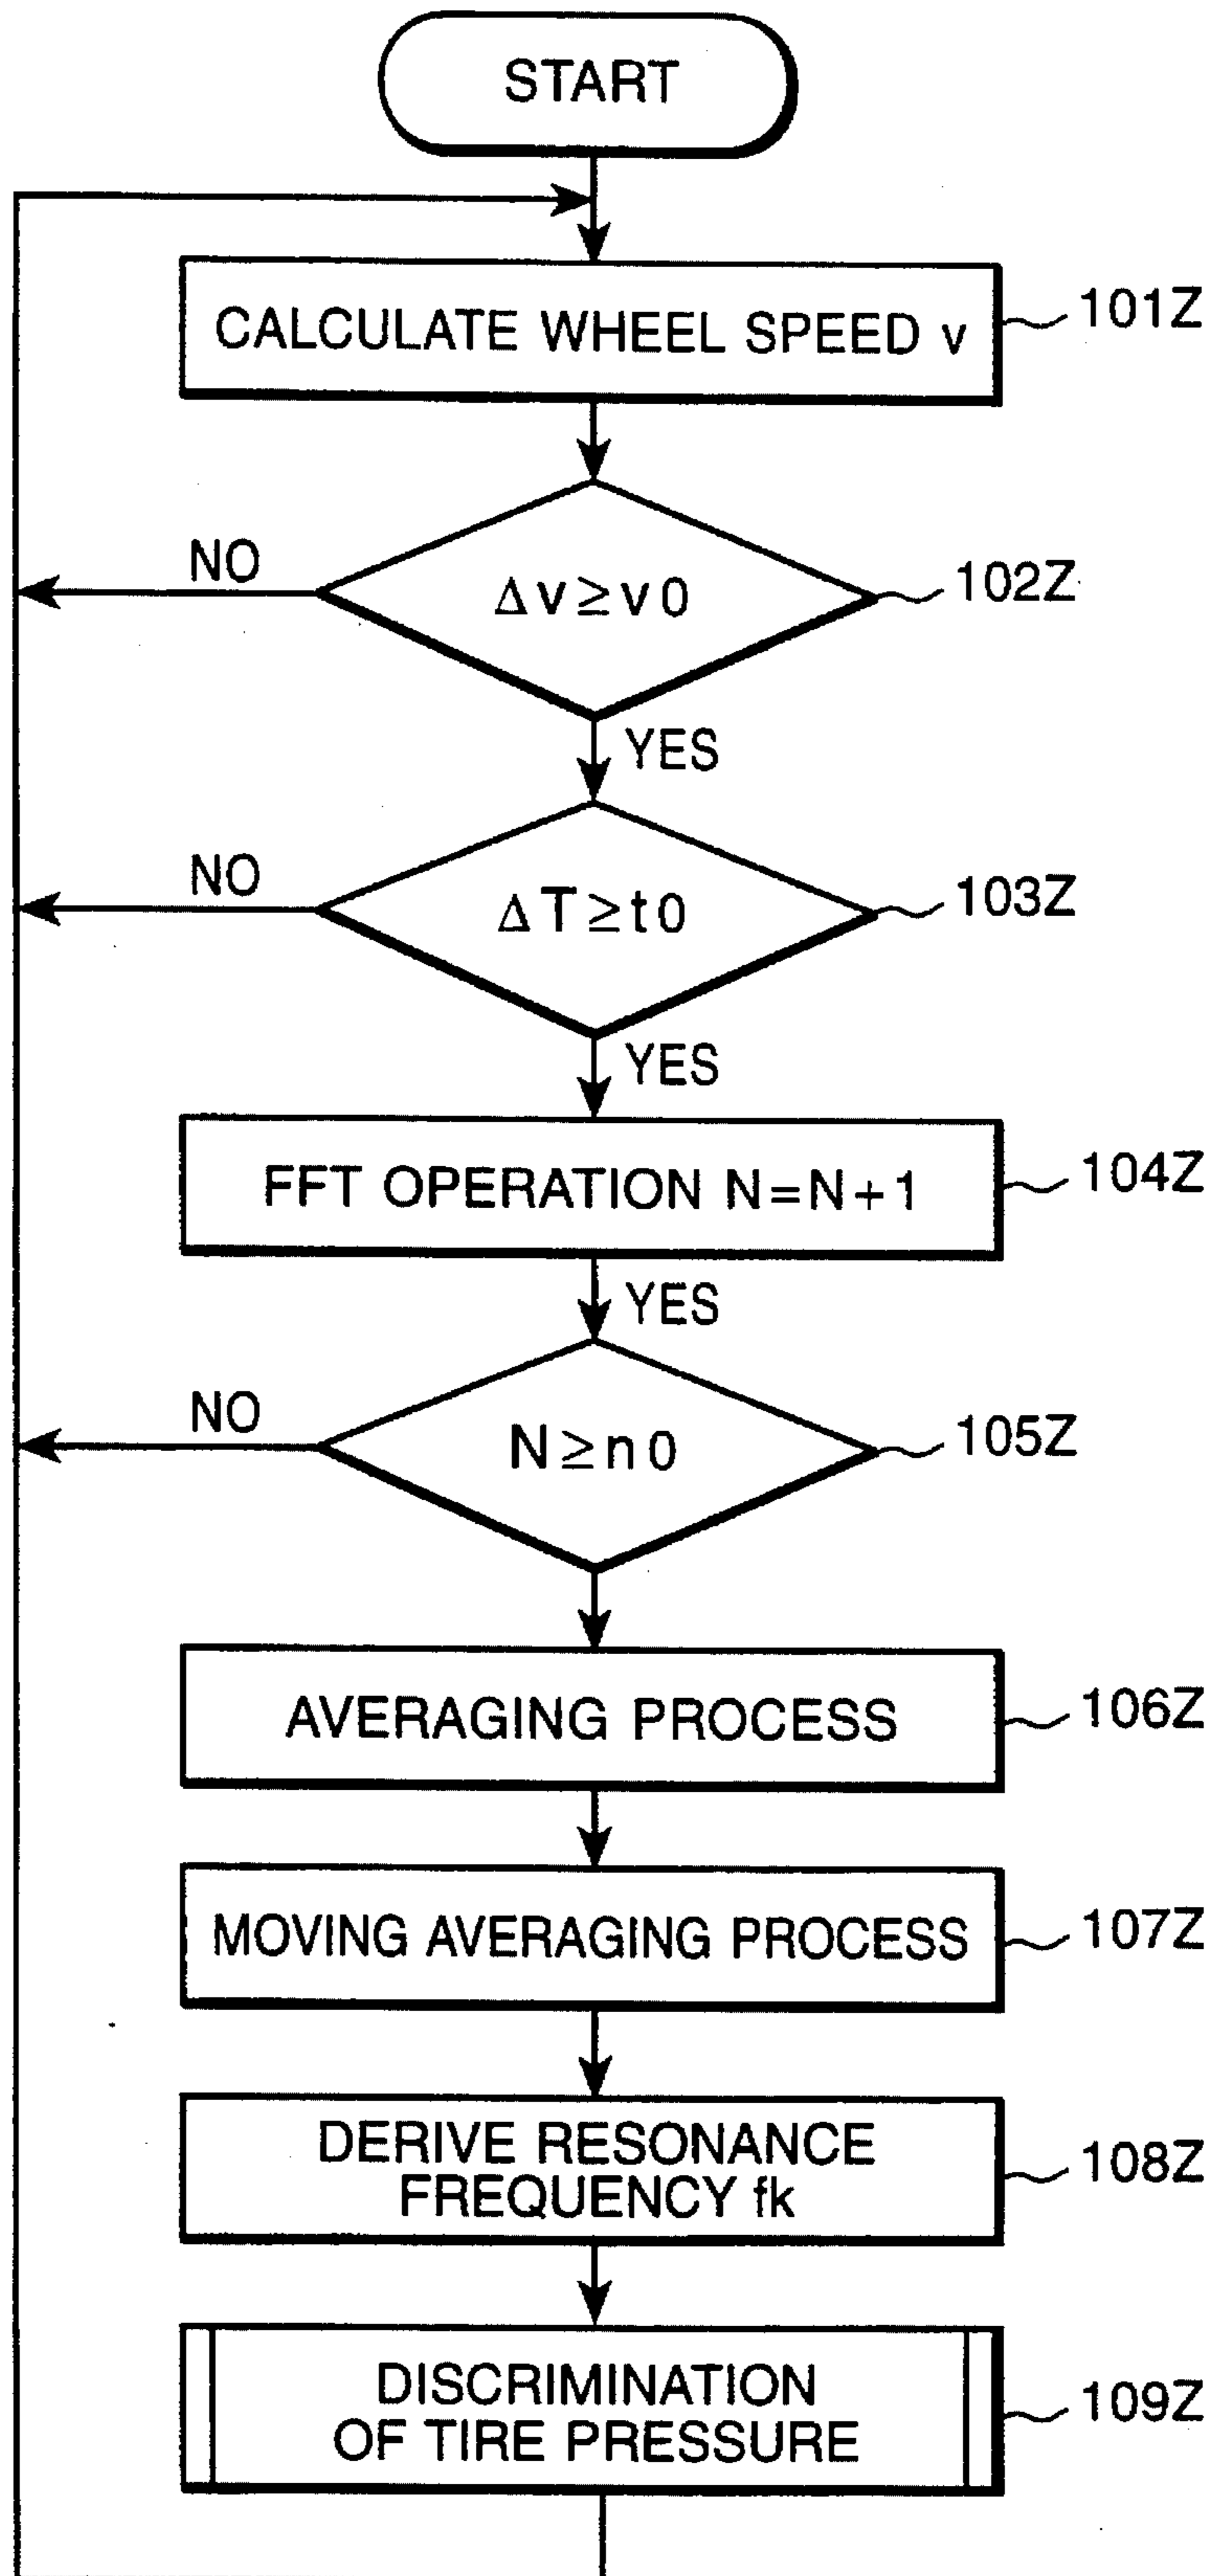 START
CALCULATE WHEEL SPEED v
101Z
NO
Δv≥v0
102Z
YES
NO
ΔT≥t0
103Z
YES
FFT OPERATION N=N+1
104Z
YES
NO
N≥n0
105Z
AVERAGING PROCESS
106Z
MOVING AVERAGING PROCESS
107Z
DERIVE RESONANCE
FREQUENCY fk
108Z
DISCRIMINATION
OF TIRE PRESSURE
109Z